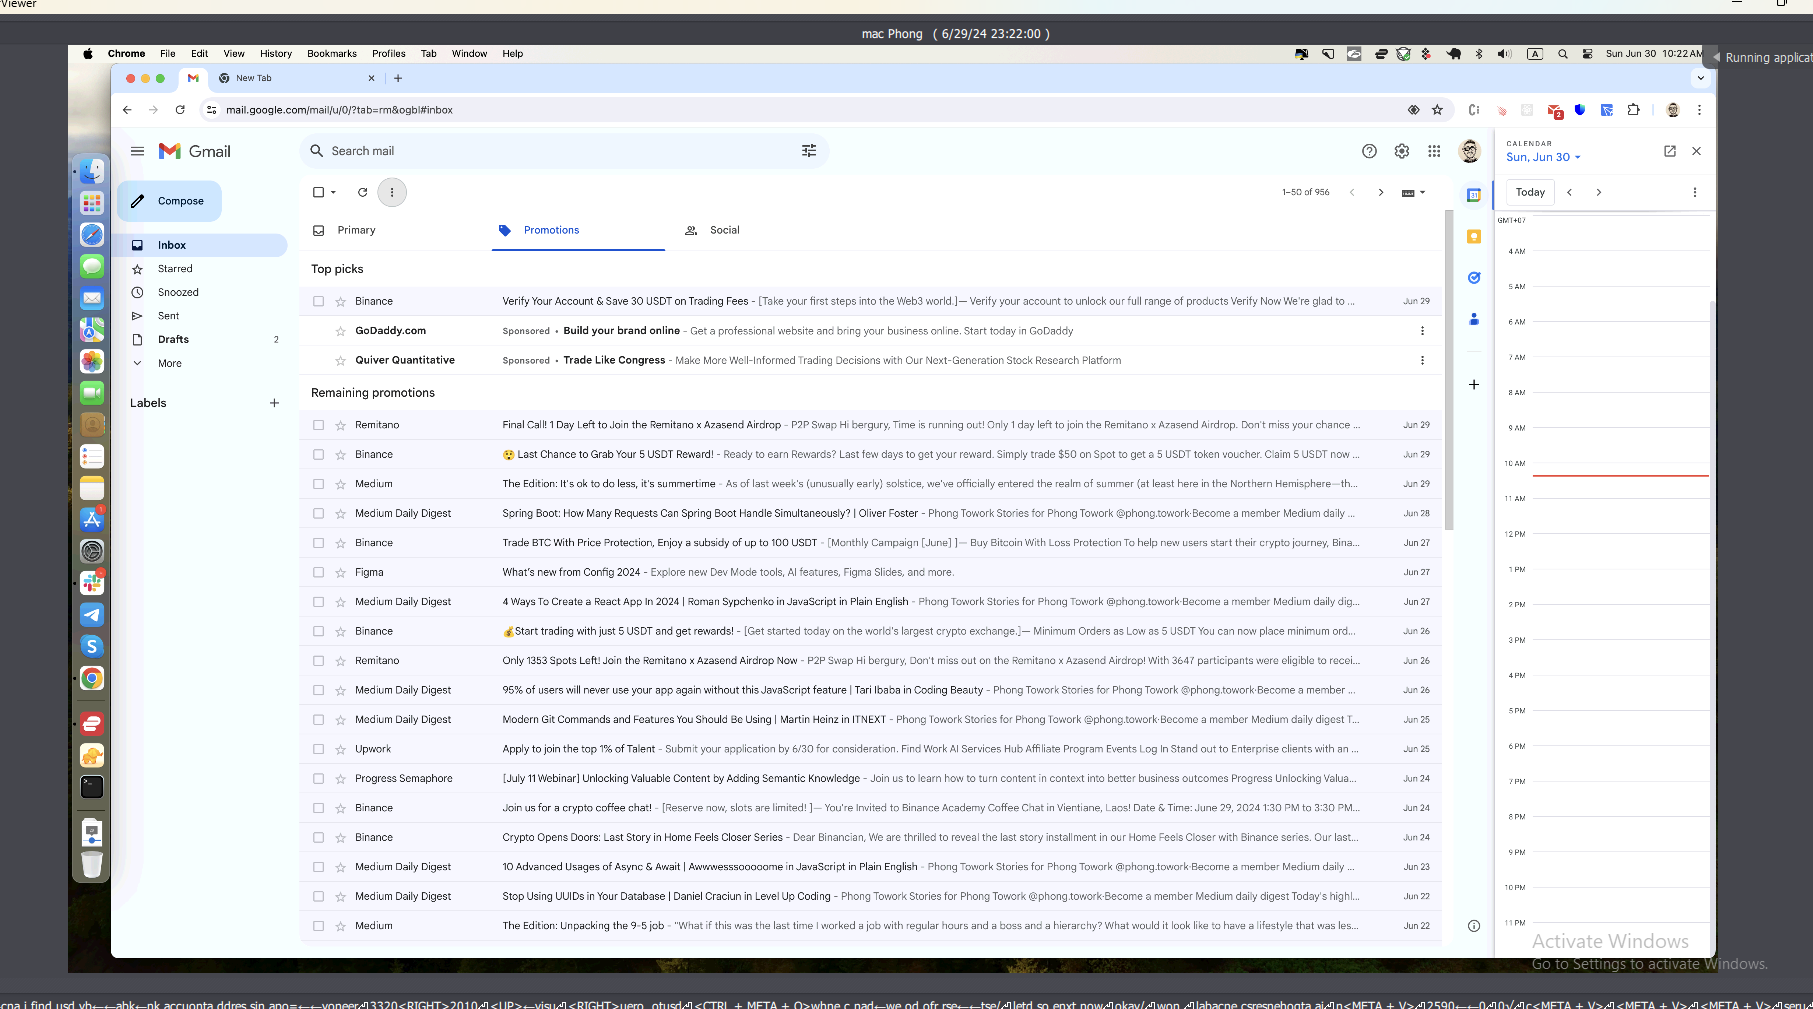 Viewer
mac Phong ( 6/29/24 23:22:00 )
Chrome File Edit View History Bookmarks Profiles Tab Window Help
A Sun Jun 30 10:22AM
Running applicat
New Tab
mail.google.com/mail/u/0/?tab=rm&ogbl#inbox
2
Gmail
Search mail
Compose
Inbox
Starred
Snoozed
Sent
Drafts 2
More
Labels
1–50 of 956
Primary
Promotions
Social
Top picks
Binance Verify Your Account & Save 30 USDT on Trading Fees - [Take your first steps into the Web3 world.]— Verify your account to unlock our full range of products Verify Now We're glad to ... Jun 29
GoDaddy.com Sponsored • Build your brand online - Get a professional website and bring your business online. Start today in GoDaddy
Quiver Quantitative Sponsored • Trade Like Congress - Make More Well-Informed Trading Decisions with Our Next-Generation Stock Research Platform
Remaining promotions
Remitano Final Call! 1 Day Left to Join the Remitano x Azasend Airdrop - P2P Swap Hi bergury, Time is running out! Only 1 day left to join the Remitano x Azasend Airdrop. Don't miss your chance ... Jun 29
Binance 😲 Last Chance to Grab Your 5 USDT Reward! - Ready to earn Rewards? Last few days to get your reward. Simply trade $50 on Spot to get a 5 USDT token voucher. Claim 5 USDT now ... Jun 29
Medium The Edition: It's ok to do less, it's summertime - As of last week's (unusually early) solstice, we've officially entered the realm of summer (at least here in the Northern Hemisphere—th... Jun 29
Medium Daily Digest Spring Boot: How Many Requests Can Spring Boot Handle Simultaneously? | Oliver Foster - Phong Towork Stories for Phong Towork @phong.towork·Become a member Medium daily ... Jun 28
Binance Trade BTC With Price Protection, Enjoy a subsidy of up to 100 USDT - [Monthly Campaign [June] ]— Buy Bitcoin With Loss Protection To help new users start their crypto journey, Bina... Jun 27
Figma What's new from Config 2024 - Explore new Dev Mode tools, AI features, Figma Slides, and more. Jun 27
Medium Daily Digest 4 Ways To Create a React App In 2024 | Roman Sypchenko in JavaScript in Plain English - Phong Towork Stories for Phong Towork @phong.towork·Become a member Medium daily dig... Jun 27
Binance 💰Start trading with just 5 USDT and get rewards! - [Get started today on the world's largest crypto exchange.]— Minimum Orders as Low as 5 USDT You can now place minimum ord... Jun 26
Remitano Only 1353 Spots Left! Join the Remitano x Azasend Airdrop Now - P2P Swap Hi bergury, Don't miss out on the Remitano x Azasend Airdrop! With 3647 participants were eligible to recei... Jun 26
Medium Daily Digest 95% of users will never use your app again without this JavaScript feature | Tari Ibaba in Coding Beauty - Phong Towork Stories for Phong Towork @phong.towork·Become a member ... Jun 26
Medium Daily Digest Modern Git Commands and Features You Should Be Using | Martin Heinz in ITNEXT - Phong Towork Stories for Phong Towork @phong.towork·Become a member Medium daily digest T... Jun 25
Upwork Apply to join the top 1% of Talent - Submit your application by 6/30 for consideration. Find Work AI Services Hub Affiliate Program Events Log In Stand out to Enterprise clients with an ... Jun 25
Progress Semaphore [July 11 Webinar] Unlocking Valuable Content by Adding Semantic Knowledge - Join us to learn how to turn content in context into better business outcomes Progress Unlocking Valua... Jun 24
Binance Join us for a crypto coffee chat! - [Reserve now, slots are limited! ]— You're Invited to Binance Academy Coffee Chat in Vientiane, Laos! Date & Time: June 29, 2024 1:30 PM to 3:30 PM... Jun 24
Binance Crypto Opens Doors: Last Story in Home Feels Closer Series - Dear Binancian, We are thrilled to reveal the last story installment in our Home Feels Closer with Binance series. Our last... Jun 24
Medium Daily Digest 10 Advanced Usages of Async & Await | Awwwesssooooome in JavaScript in Plain English - Phong Towork Stories for Phong Towork @phong.towork·Become a member Medium daily ... Jun 23
Medium Daily Digest Stop Using UUIDs in Your Database | Daniel Craciun in Level Up Coding - Phong Towork Stories for Phong Towork @phong.towork·Become a member Medium daily digest Today's highl... Jun 22
Medium The Edition: Unpacking the 9-5 job - "What if this was the last time I worked a job with regular hours and a boss and a hierarchy? What would it look like to have a lifestyle that was les... Jun 22
CALENDAR
Sun, Jun 30
Today
GMT+07
4 AM
5 AM
6 AM
7 AM
8 AM
9 AM
10 AM
11 AM
12 PM
1 PM
2 PM
3 PM
4 PM
5 PM
6 PM
7 PM
8 PM
9 PM
10 PM
11 PM
Activate Windows
Go to Settings to activate Windows.